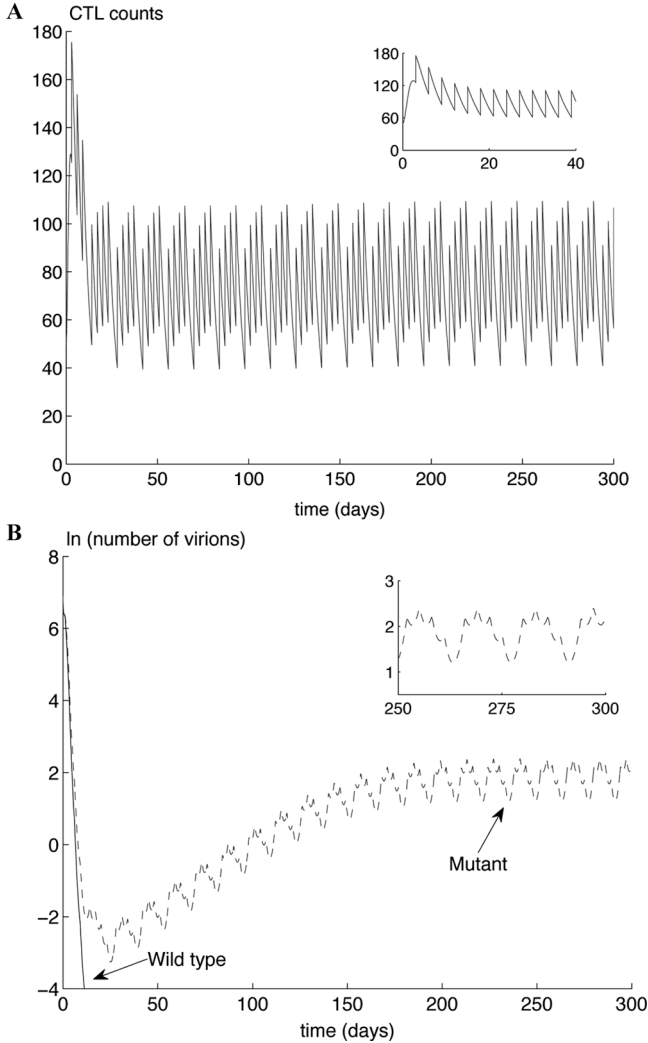 A
CTL counts
180
160
140
120
100
80
60
40
20
0
0 50 100 150 200 250 300
time (days)
180
120
60
0
0 20 40
B
ln (number of virions)
8
6
4
2
0
−2
−4
0 50 100 150 200 250 300
time (days)
3
2
1
250 275 300
Mutant
Wild type